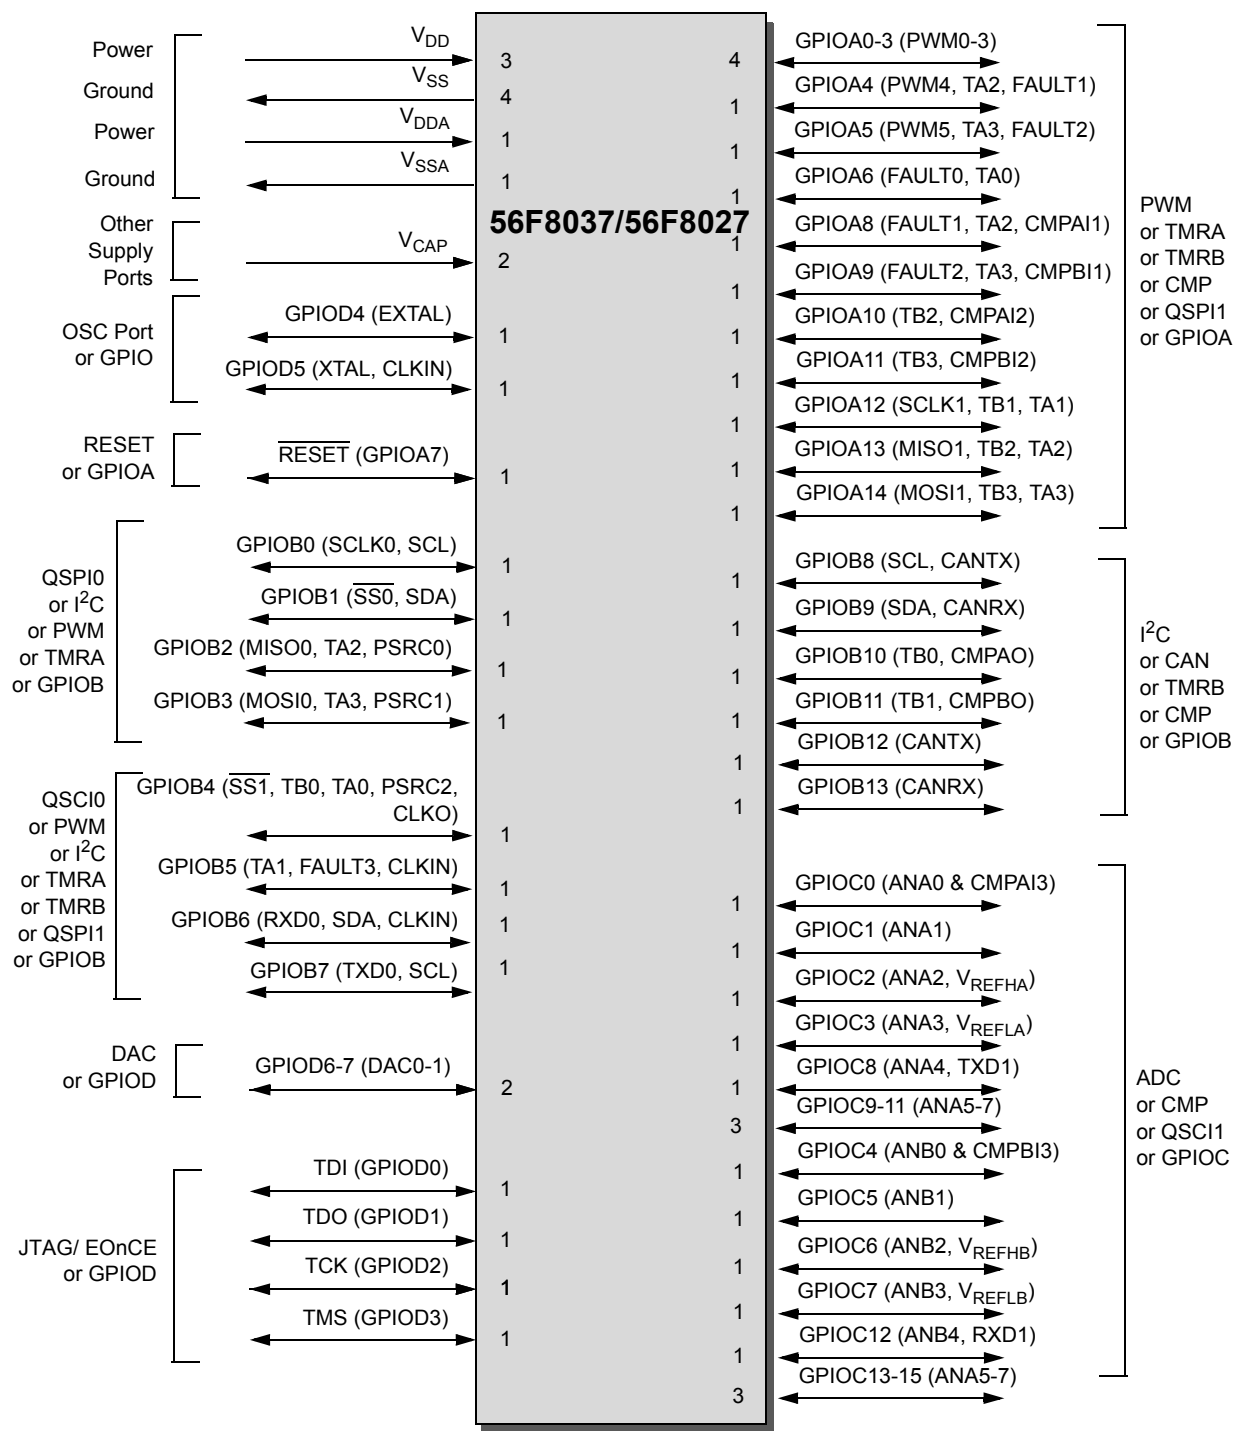 Power
V_DD
3
Ground
V_SS
4
Power
V_DDA
1
Ground
V_SSA
1
56F8037/56F8027
Other
Supply
Ports
V_CAP
2
OSC Port
or GPIO
GPIOD4 (EXTAL)
1
GPIOD5 (XTAL, CLKIN)
1
RESET
or GPIOA
RESET (GPIOA7)
1
QSPI0
or I2C
or PWM
or TMRA
or GPIOB
GPIOB0 (SCLK0, SCL)
1
GPIOB1 (SS0, SDA)
1
GPIOB2 (MISO0, TA2, PSRC0)
1
GPIOB3 (MOSI0, TA3, PSRC1)
1
QSCI0
or PWM
or I2C
or TMRA
or TMRB
or QSPI1
or GPIOB
GPIOB4 (SS1, TB0, TA0, PSRC2,
CLKO)
1
GPIOB5 (TA1, FAULT3, CLKIN)
1
GPIOB6 (RXD0, SDA, CLKIN)
1
GPIOB7 (TXD0, SCL)
1
DAC
or GPIOD
GPIOD6-7 (DAC0-1)
2
JTAG/ EOnCE
or GPIOD
TDI (GPIOD0)
1
TDO (GPIOD1)
1
TCK (GPIOD2)
1
TMS (GPIOD3)
1
4
GPIOA0-3 (PWM0-3)
1
GPIOA4 (PWM4, TA2, FAULT1)
1
GPIOA5 (PWM5, TA3, FAULT2)
1
GPIOA6 (FAULT0, TA0)
1
GPIOA8 (FAULT1, TA2, CMPAI1)
1
GPIOA9 (FAULT2, TA3, CMPBI1)
1
GPIOA10 (TB2, CMPAI2)
1
GPIOA11 (TB3, CMPBI2)
1
GPIOA12 (SCLK1, TB1, TA1)
1
GPIOA13 (MISO1, TB2, TA2)
1
GPIOA14 (MOSI1, TB3, TA3)
PWM
or TMRA
or TMRB
or CMP
or QSPI1
or GPIOA
1
GPIOB8 (SCL, CANTX)
1
GPIOB9 (SDA, CANRX)
1
GPIOB10 (TB0, CMPAO)
1
GPIOB11 (TB1, CMPBO)
1
GPIOB12 (CANTX)
1
GPIOB13 (CANRX)
I2C
or CAN
or TMRB
or CMP
or GPIOB
1
GPIOC0 (ANA0 & CMPAI3)
1
GPIOC1 (ANA1)
1
GPIOC2 (ANA2, V_REFHA)
1
GPIOC3 (ANA3, V_REFLA)
1
GPIOC8 (ANA4, TXD1)
3
GPIOC9-11 (ANA5-7)
1
GPIOC4 (ANB0 & CMPBI3)
1
GPIOC5 (ANB1)
1
GPIOC6 (ANB2, V_REFHB)
1
GPIOC7 (ANB3, V_REFLB)
1
GPIOC12 (ANB4, RXD1)
3
GPIOC13-15 (ANA5-7)
ADC
or CMP
or QSCI1
or GPIOC